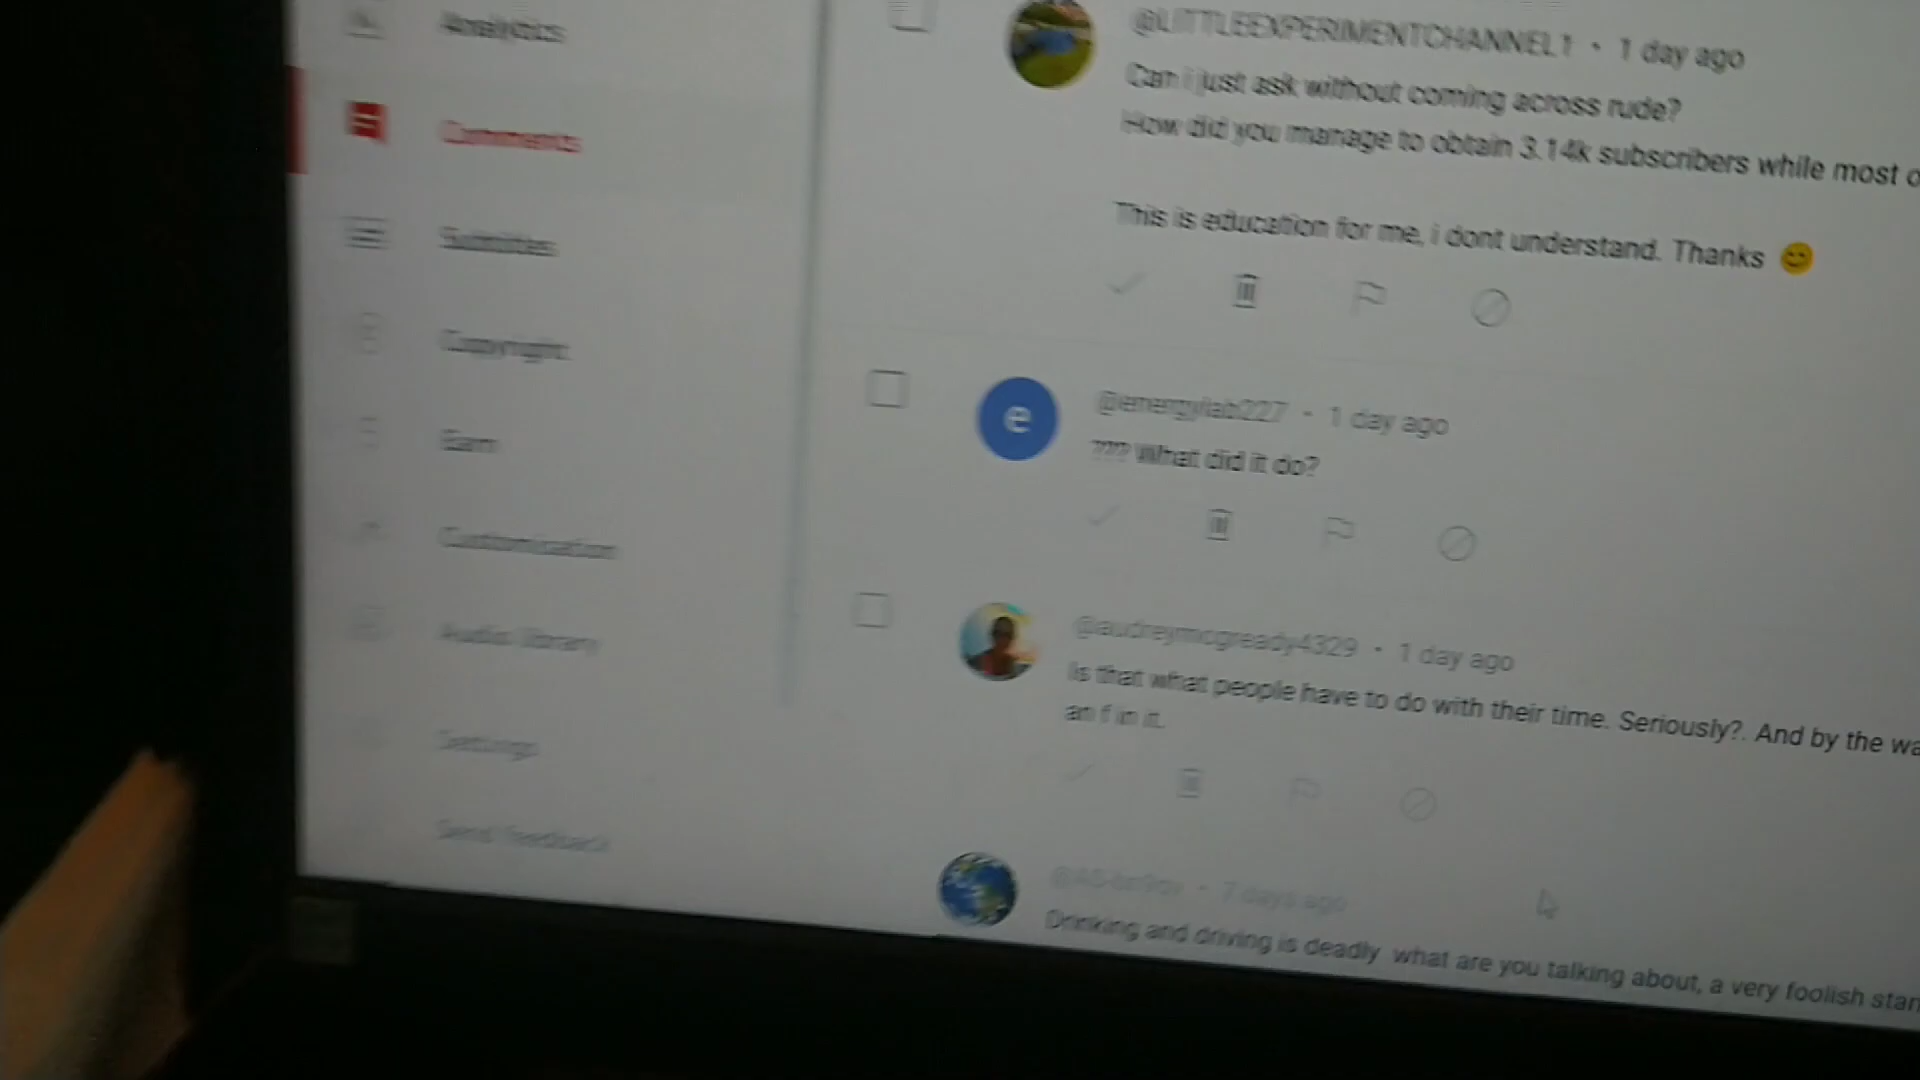 Analytics
Comments
Subtitles
Copyright
Earn
Customisation
Audio library
Settings
Send feedback
@LITTLEEXPERIMENTCHANNEL1 • 1 day ago
Can i just ask without coming across rude?
How did you manage to obtain 3.14k subscribers while most o
This is education for me, i dont understand. Thanks 😊
e
@energylab227 • 1 day ago
??? What did it do?
@audreymcgready4329 • 1 day ago
Is that what people have to do with their time. Seriously?. And by the wa
an f in it.
7 days ago
Drinking and driving is deadly what are you talking about, a very foolish